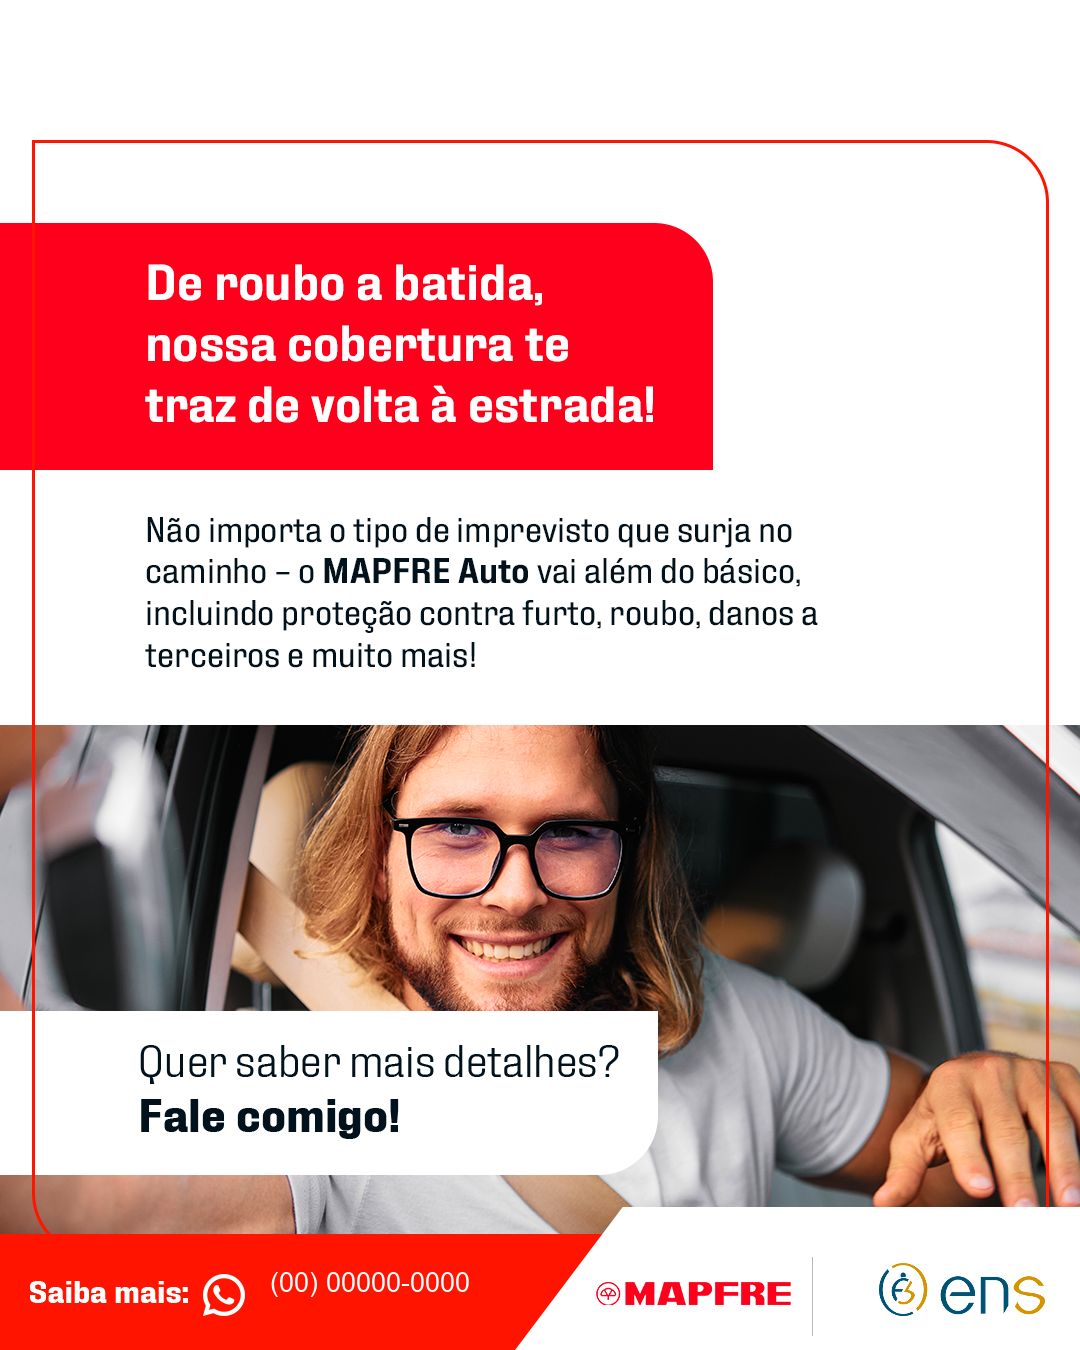 De roubo a batida,
nossa cobertura te
traz de volta à estrada!
Não importa o tipo de imprevisto que surja no
caminho – o MAPFRE Auto vai além do básico,
incluindo proteção contra furto, roubo, danos a
terceiros e muito mais!
Quer saber mais detalhes?
Fale comigo!
Saiba mais: (00) 00000-0000
MAPFRE
ens